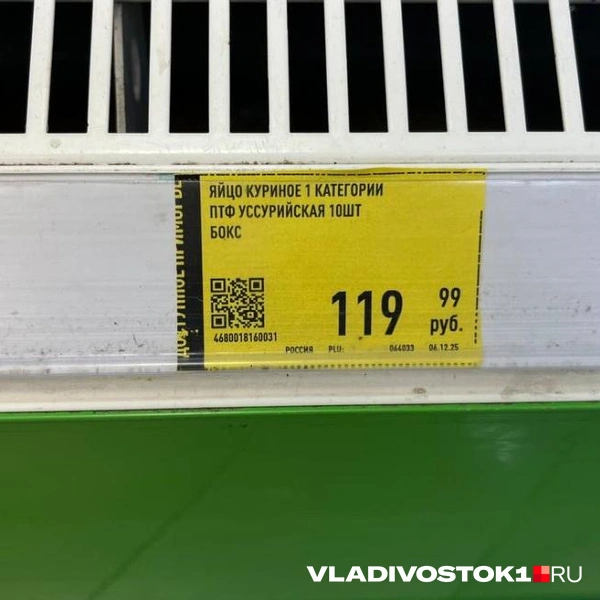 ЯЙЦО КУРИНОЕ 1 КАТЕГОРИИ
ПТФ УССУРИЙСКАЯ 10ШТ
БОКС
119 99
руб.
4680018160031
РОССИЯ PLU: 064033 06.12.25
VLADIVOSTOK1.RU